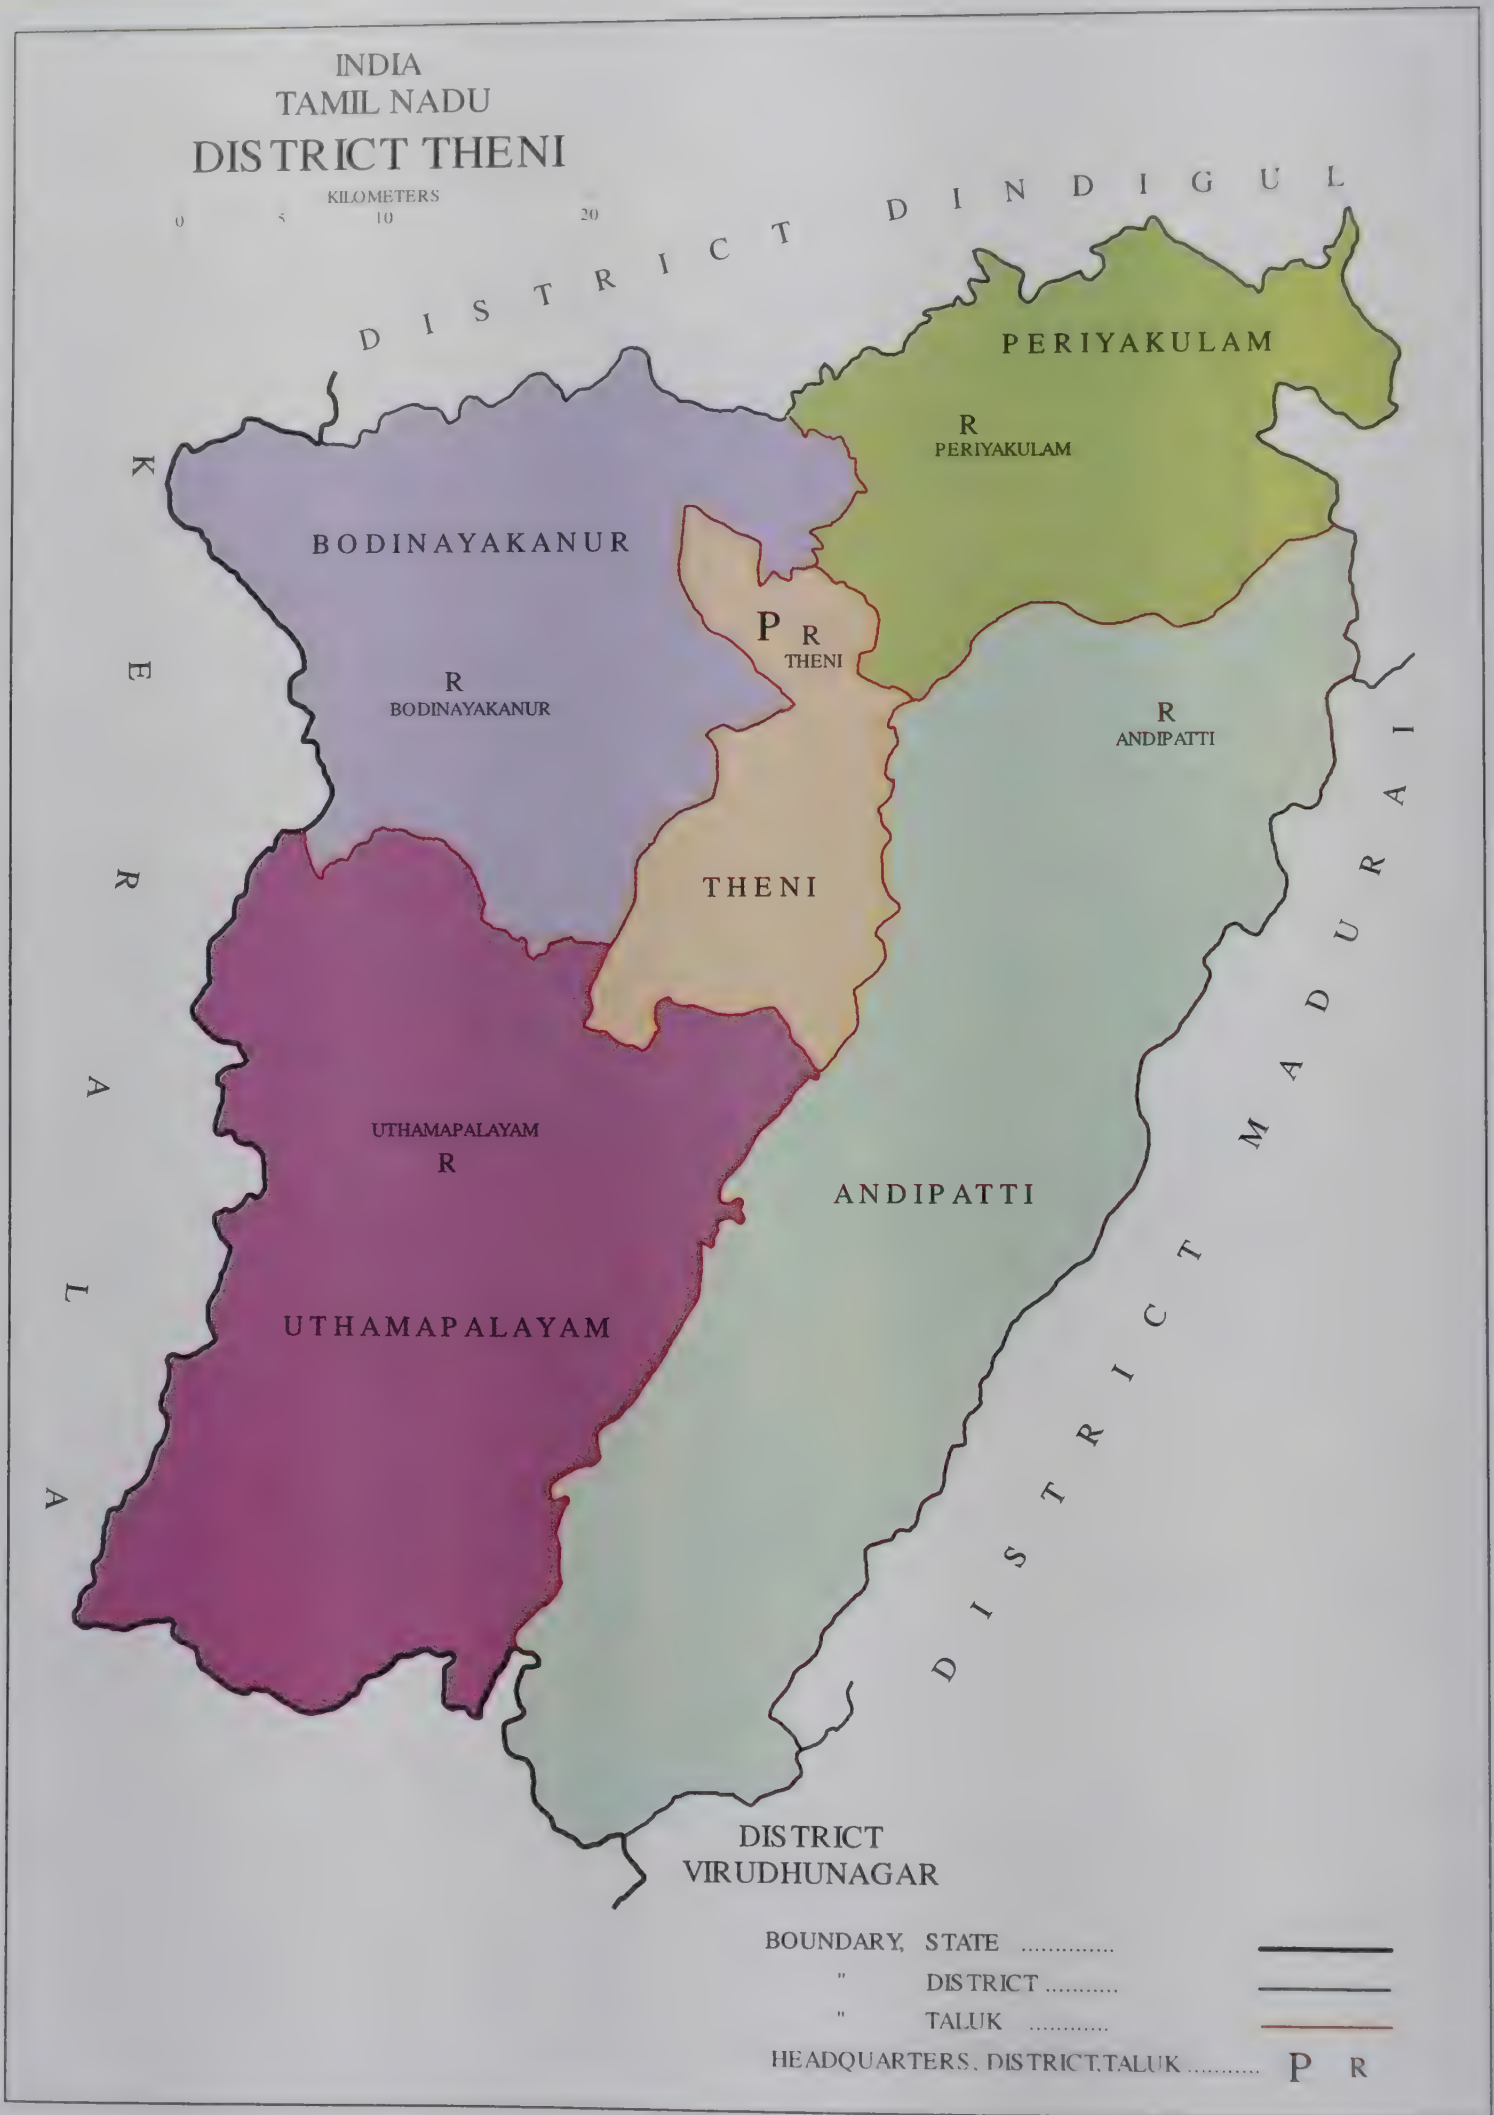 INDIA
TAMIL NADU
DISTRICT THENI
KILOMETERS
0 5 10 20
DISTRICT DINDIGUL
PERIYAKULAM
R
PERIYAKULAM
KERALA
BODINAYAKANUR
R
BODINAYAKANUR
P R
THENI
R
ANDIPATTI
THENI
DISTRICT MADURAI
UTHAMAPALAYAM
R
ANDIPATTI
UTHAMAPALAYAM
DISTRICT
VIRUDHUNAGAR
BOUNDARY, STATE ..............
" DISTRICT ...........
" TALUK ............
HEADQUARTERS, DISTRICT,TALUK ........... P R